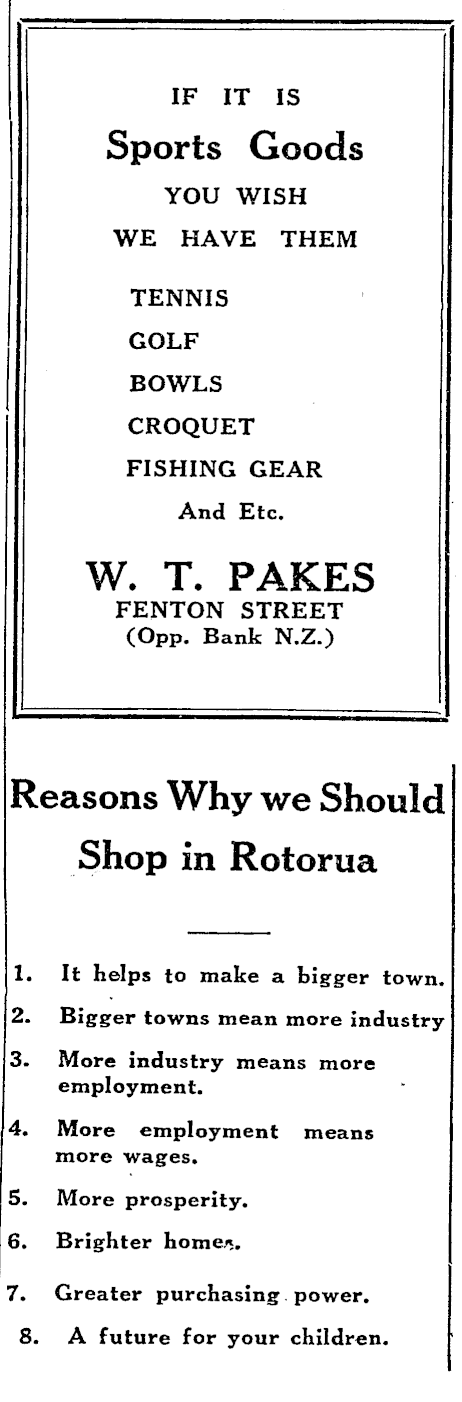 IF IT IS
Sports Goods
YOU WISH
WE HAVE THEM
TENNIS
GOLF
BOWLS
CROQUET
FISHING GEAR
And Etc.
W. T. PAKES
FENTON STREET
(Opp. Bank N.Z.)
Reasons Why we Should
Shop in Rotorua
1. It helps to make a bigger town.
2. Bigger towns mean more industry
3. More industry means more
employment.
4. More employment means
more wages.
5. More prosperity.
6. Brighter homes.
7. Greater purchasing power.
8. A future for your children.